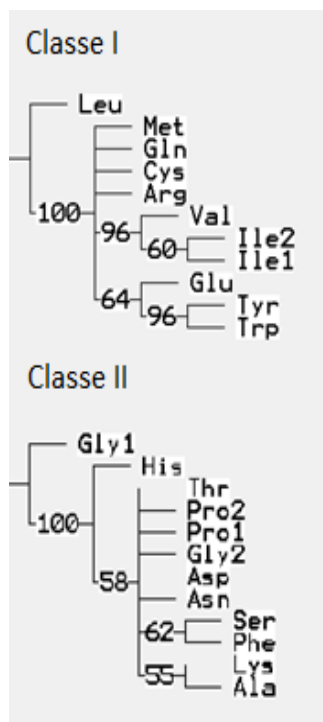 Classe I
Leu
Met
Gln
Cys
Arg
100
Val
96
Ile2
60
Ile1
Glu
64
Tyr
96
Trp
Classe II
Gly1
His
Thr
Pro2
100
Pro1
Gly2
58
Asp
Asn
Ser
62
Phe
Lys
55
Ala